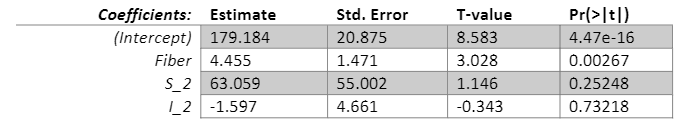 Coefficients: Estimate Std. Error T-value Pr(>|t|)
(Intercept) 179.184 20.875 8.583 4.47e-16
Fiber 4.455 1.471 3.028 0.00267
S_2 63.059 55.002 1.146 0.25248
I_2 -1.597 4.661 -0.343 0.73218